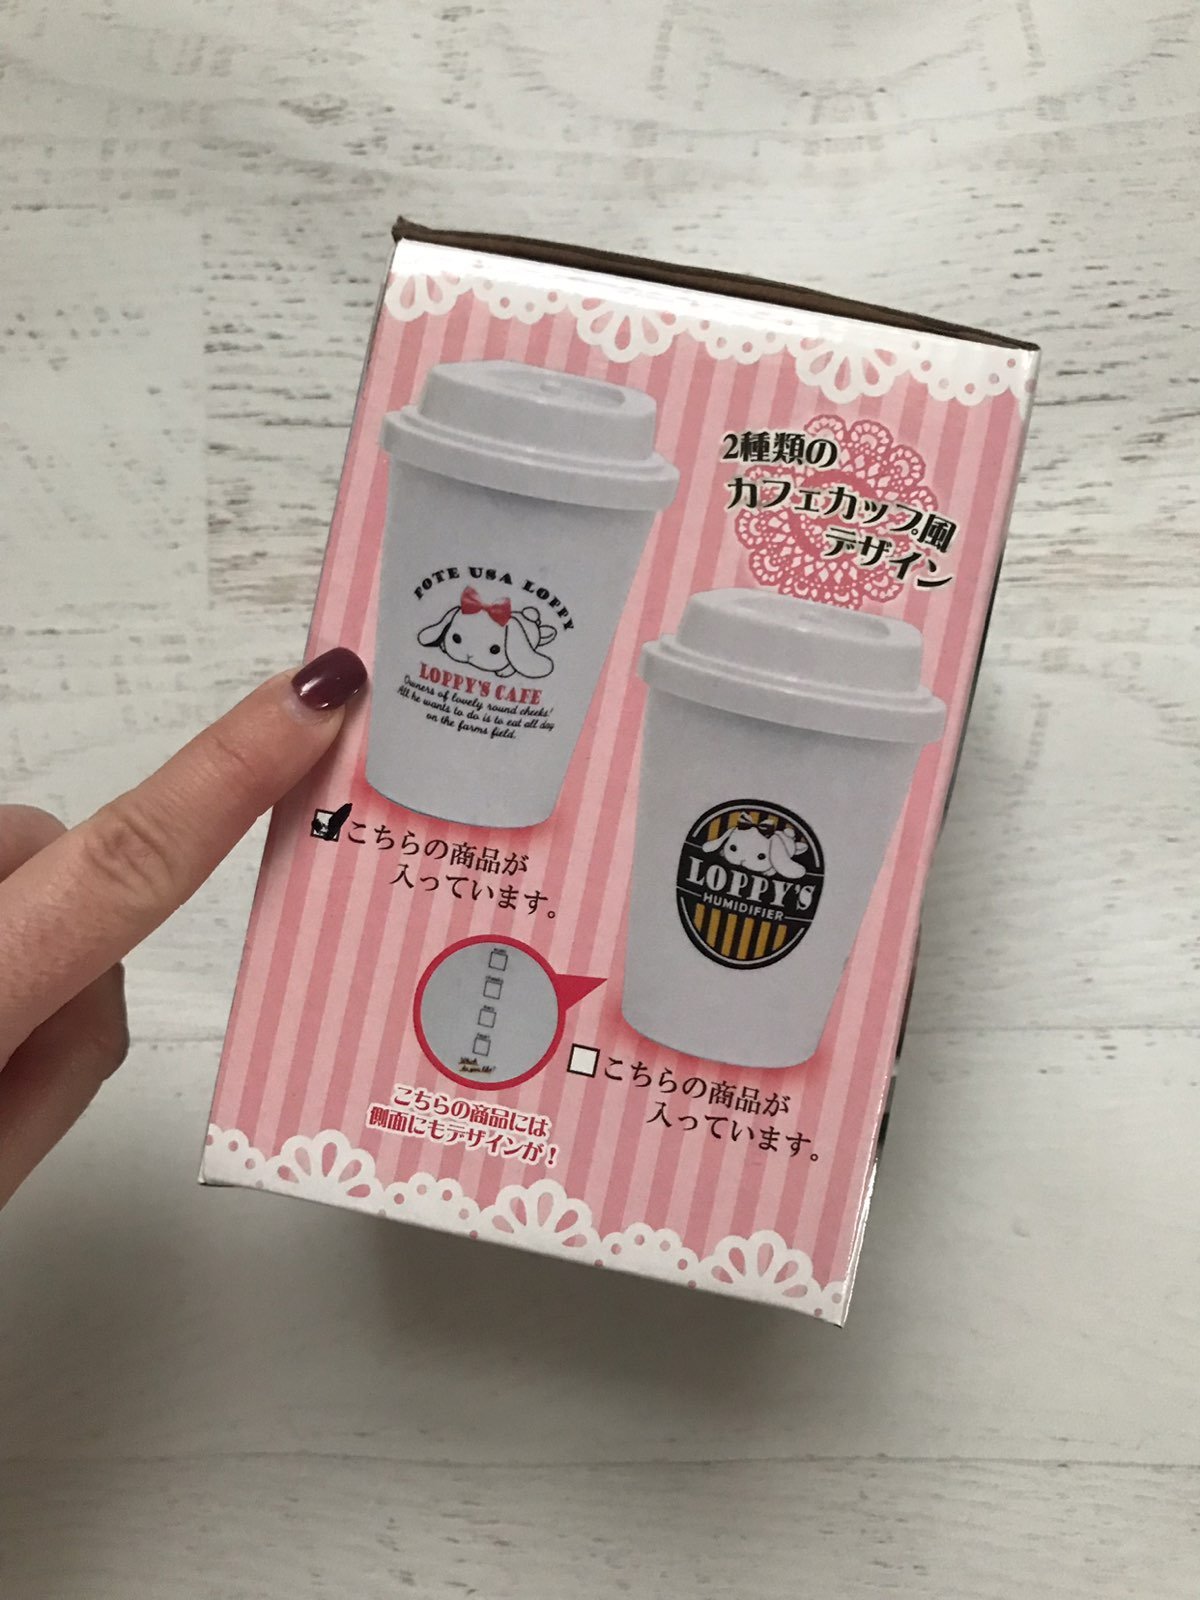 2種類の
カフェカップ風
デザイン
POTE USA LOPPY
LOPPY'S CAFE
Owners of lovely round cheeks!
All he wants to do is to eat all day
on the farms field.
こちらの商品が
入っています。
LOPPY'S
HUMIDIFIER
こちらの商品が
入っています。
こちらの商品には
側面にもデザインが!